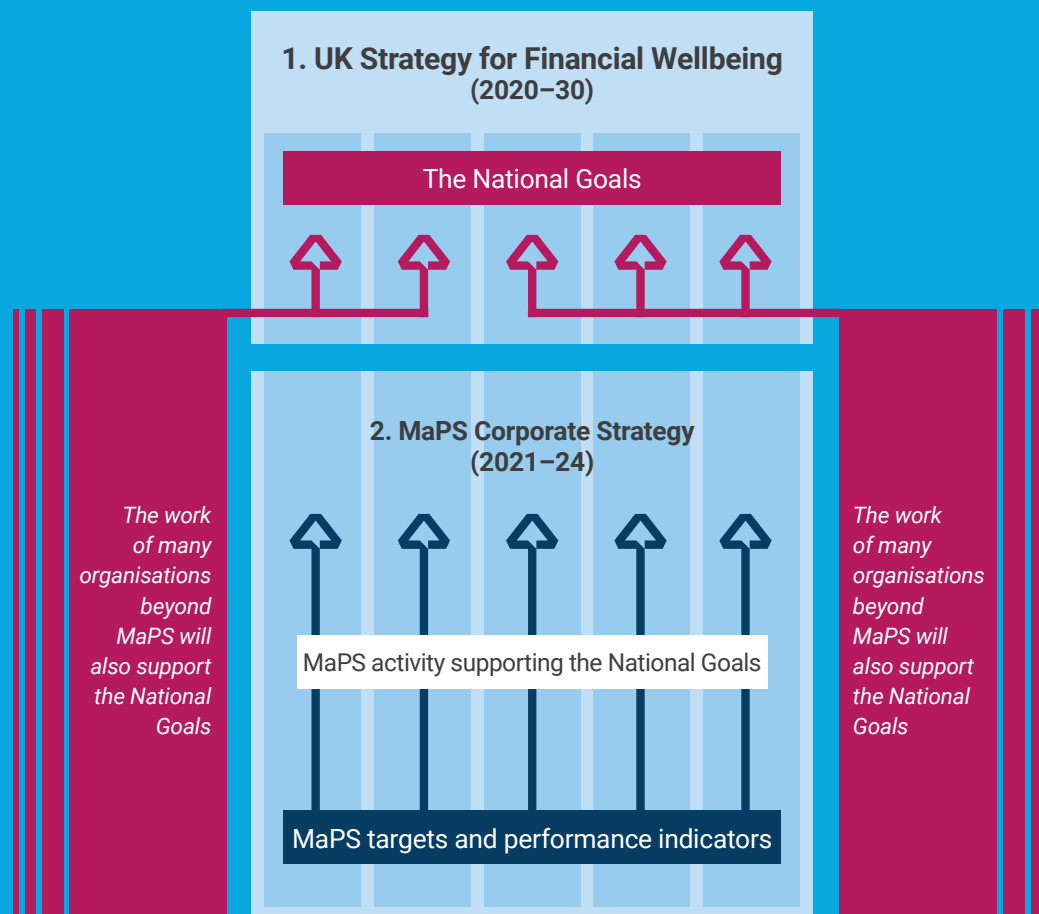 1. UK Strategy for Financial Wellbeing
(2020–30)
The National Goals
2. MaPS Corporate Strategy
(2021–24)
The work
of many
organisations
beyond
MaPS will
also support
the National
Goals
The work
of many
organisations
beyond
MaPS will
also support
the National
Goals
MaPS activity supporting the National Goals
MaPS targets and performance indicators